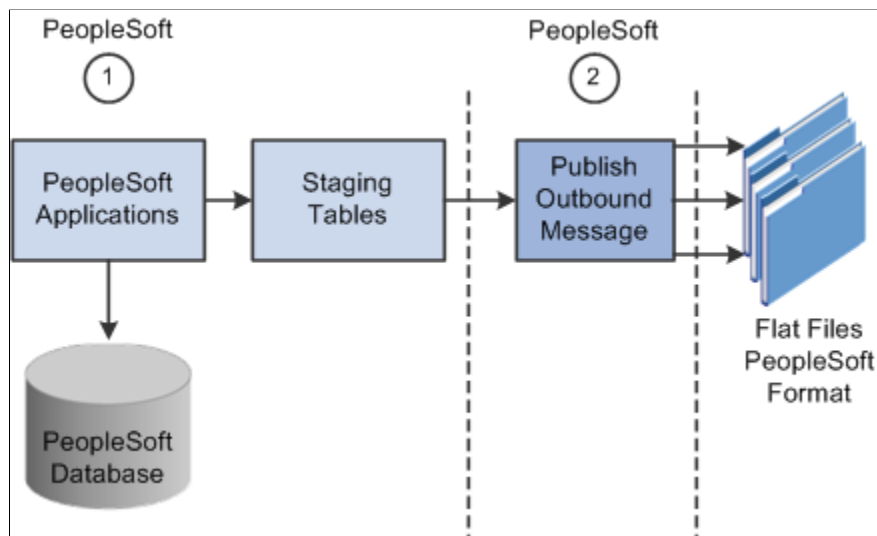 PeopleSoft
1
PeopleSoft
2
PeopleSoft
Applications
Staging
Tables
Publish
Outbound
Message
Flat Files
PeopleSoft
Format
PeopleSoft
Database